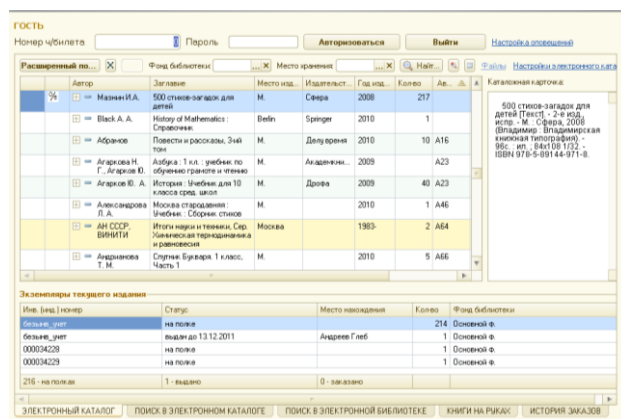 ГОСТЬ
Номер ч/билета 0 Пароль Авторизоваться Выйти Настройка оповещений
Расширенный по... X Фонд библиотеки: ... X Место хранения: ... X Найт... Файлы Настройки электронного ката
Автор Заглавие Место изд... Издательст... Год изд... Кол-во Ав... Каталожная карточка:
% Мазнин И.А. 500 стихов-загадок для детей М. Сфера 2008 217
Black A. A. History of Mathematics : Справочник Berlin Springer 2010 1
Абрамов Повести и рассказы, 3-ий том М. Делу время 2010 10 А16
Агаркова Н. Г., Агарков Ю. Азбука : 1 кл. : учебник по обучению грамоте и чтению М. Академкни... 2009 А23
Агарков Ю. А. История : Учебник для 10 класса сред. школ М. Дрофа 2009 40 А23
Александрова Л. А. Москва стародавняя : Учебник : Сборник стихов М. 2010 1 А46
АН СССР, ВИНИТИ Итоги науки и техники, Сер. Химическая термодинамика и равновесия Москва 1983- 2 А64
Андрианова Т. М. Спутник Букваря. 1 класс, Часть 1 М. 2010 5 А66
500 стихов-загадок для
детей [Текст]. - 2-е изд.,
испр. - М. : Сфера, 2008
(Владимир : Владимирская
книжная типография). -
96с. : ил. ; 84x108 1/32. -
ISBN 978-5-89144-971-8.
Экземпляры текущего издания
Инв. (инд.) номер Статус Место нахождения Кол-во Фонд библиотеки
безынв_учет на полке 214 Основной ф.
безынв_учет выдан до 13.12.2011 Андреев Глеб 1 Основной ф.
000034228 на полке 1 Основной ф.
000034229 на полке 1 Основной ф.
216 - на полках 1 - выдано 0 - заказано
ЭЛЕКТРОННЫЙ КАТАЛОГ ПОИСК В ЭЛЕКТРОННОМ КАТАЛОГЕ ПОИСК В ЭЛЕКТРОННОЙ БИБЛИОТЕКЕ КНИГИ НА РУКАХ ИСТОРИЯ ЗАКАЗОВ